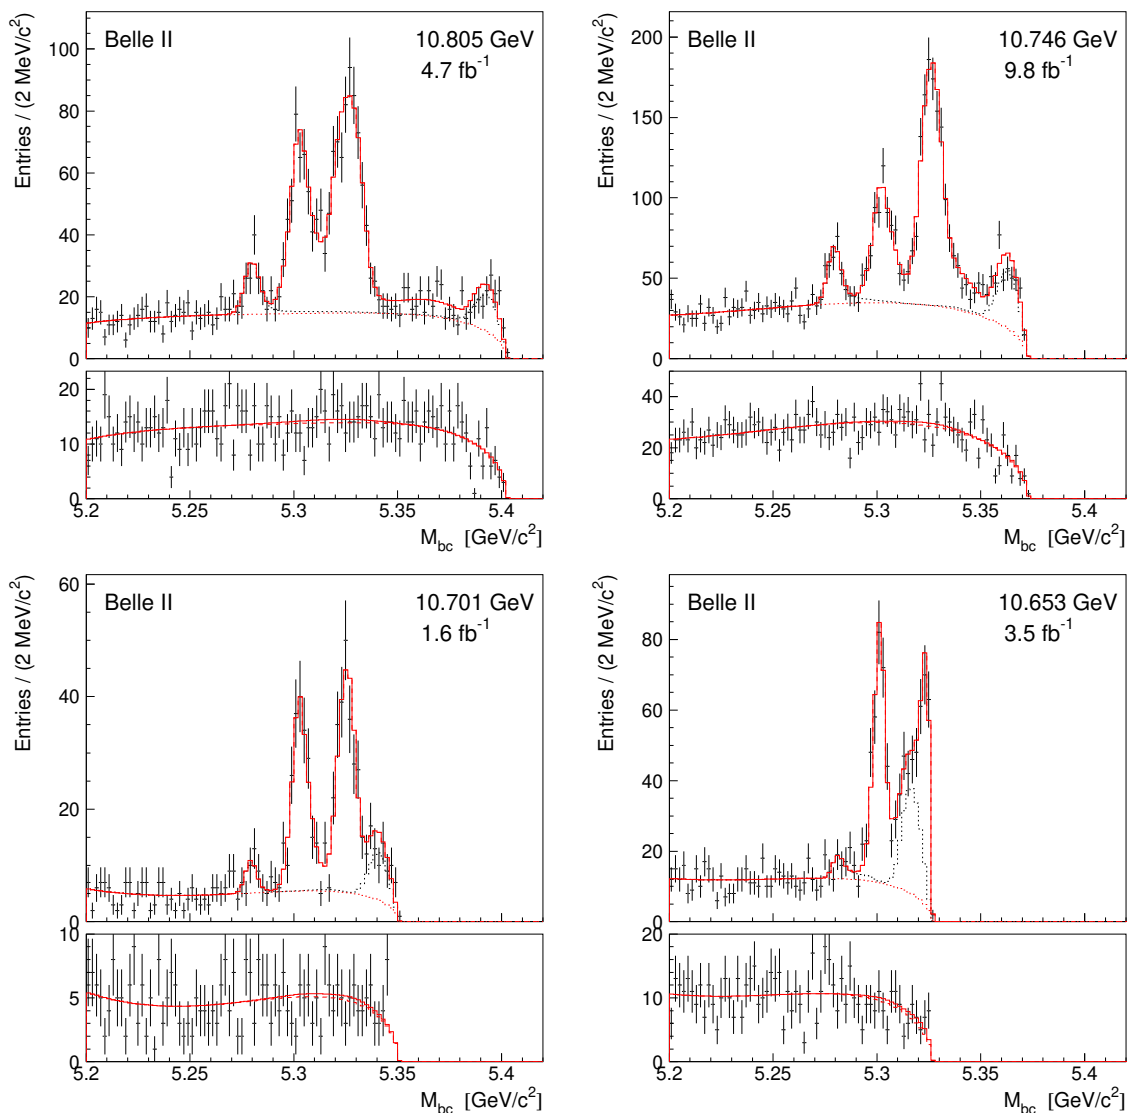 Entries / (2 MeV/c²)
Belle II
10.805 GeV
4.7 fb⁻¹
100
80
60
40
20
0
20
10
0
5.2
5.25
5.3
5.35
5.4
M_bc [GeV/c²]
Entries / (2 MeV/c²)
Belle II
10.746 GeV
9.8 fb⁻¹
200
150
100
50
0
40
20
0
5.2
5.25
5.3
5.35
5.4
M_bc [GeV/c²]
Entries / (2 MeV/c²)
Belle II
10.701 GeV
1.6 fb⁻¹
60
40
20
0
10
5
0
5.2
5.25
5.3
5.35
5.4
M_bc [GeV/c²]
Entries / (2 MeV/c²)
Belle II
10.653 GeV
3.5 fb⁻¹
80
60
40
20
0
20
10
0
5.2
5.25
5.3
5.35
5.4
M_bc [GeV/c²]